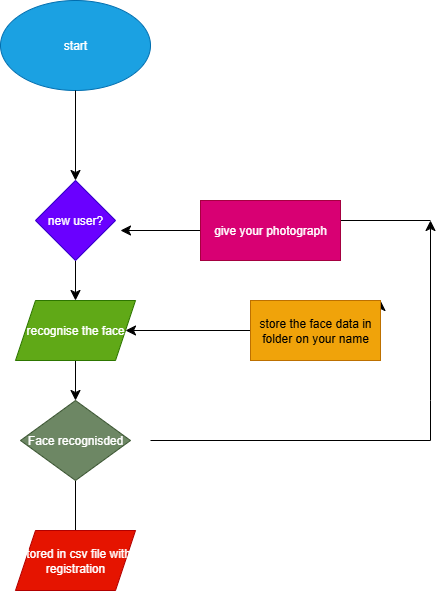 start
new user?
give your photograph
recognise the face
store the face data in
folder on your name
Face recognisded
tored in csv file with
registration